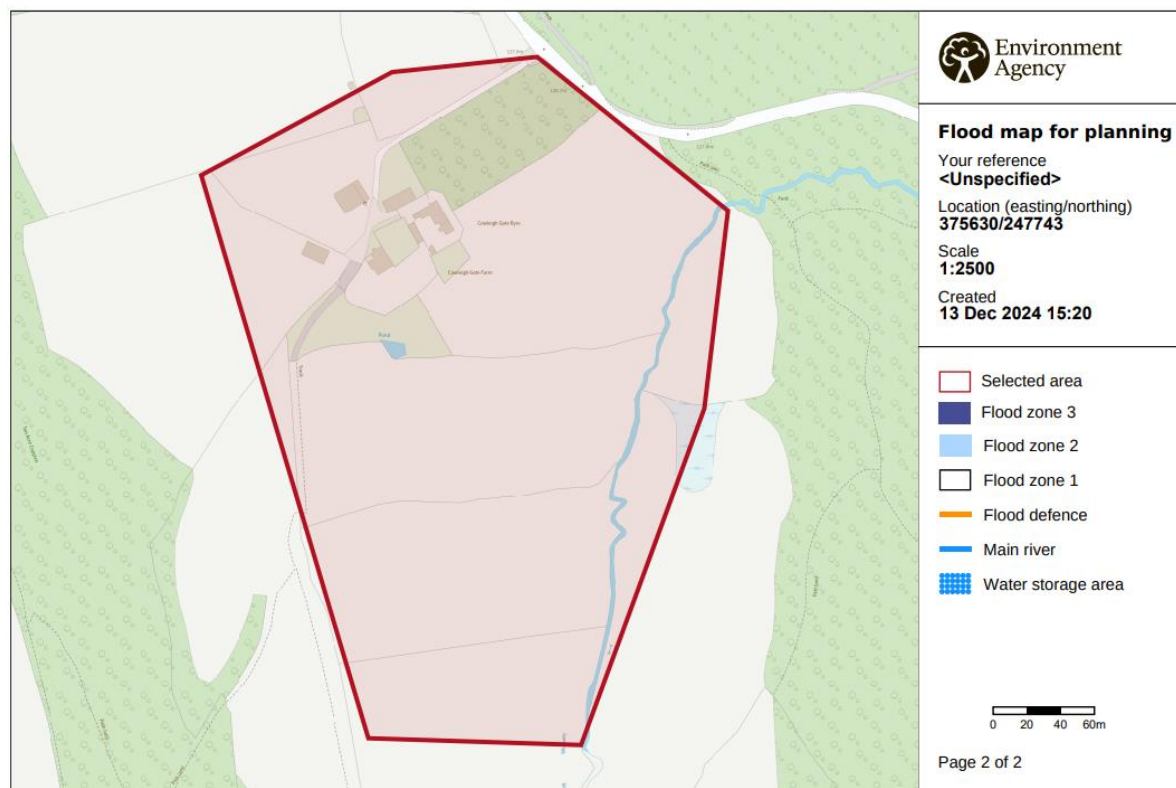 Environment
Agency
Flood map for planning
Your reference
<Unspecified>
Location (easting/northing)
375630/247743
Scale
1:2500
Created
13 Dec 2024 15:20
Selected area
Flood zone 3
Flood zone 2
Flood zone 1
Flood defence
Main river
Water storage area
0 20 40 60m
Page 2 of 2
Pond
Track